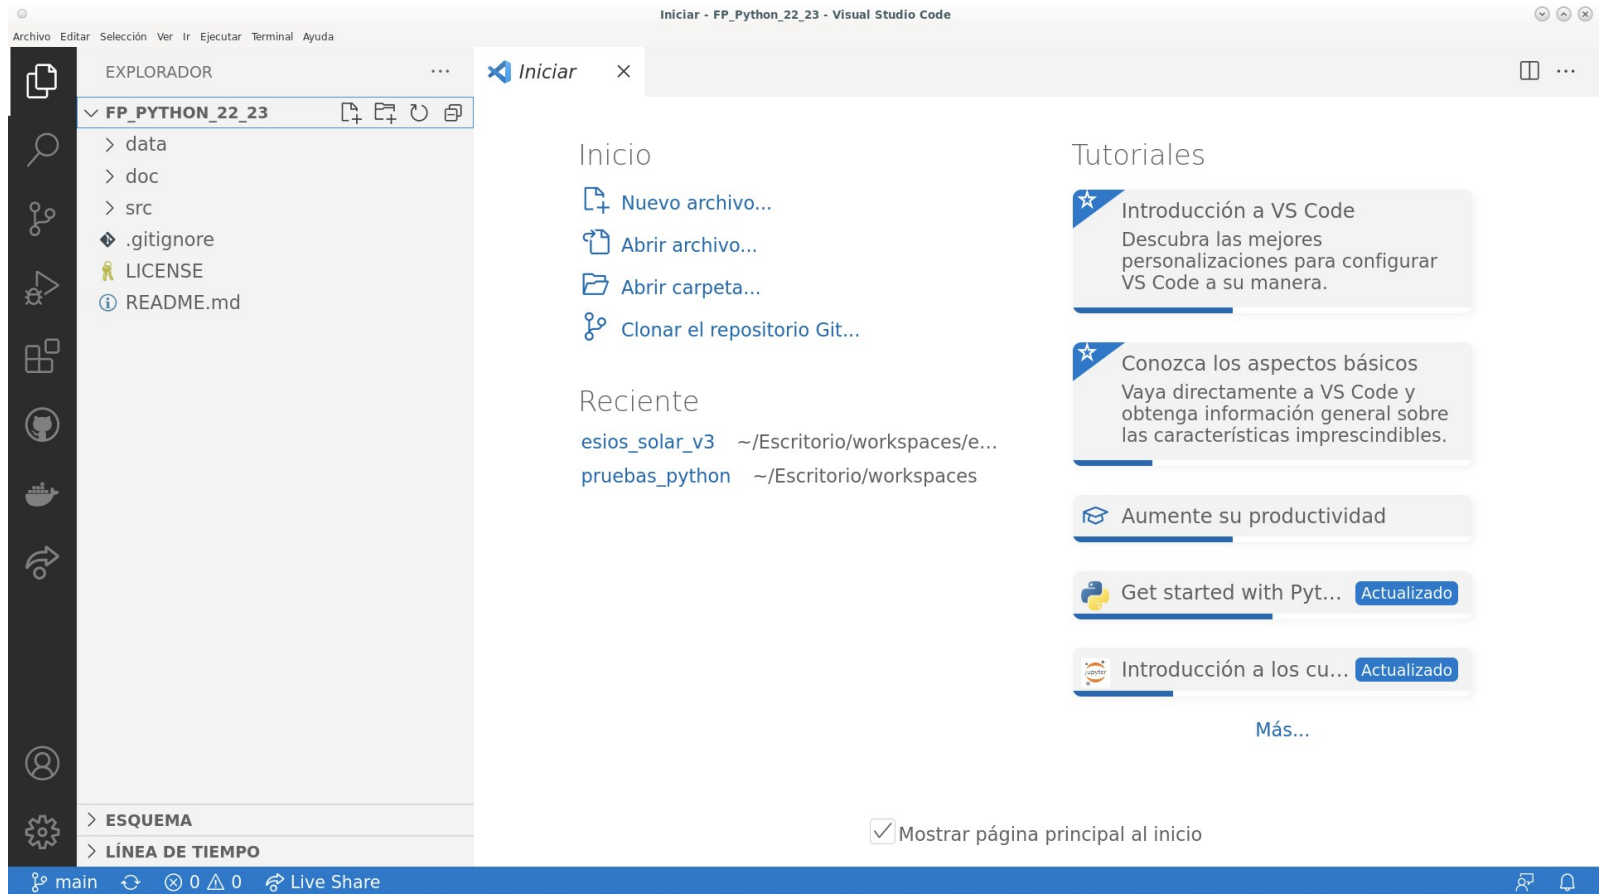 Iniciar - FP_Python_22_23 - Visual Studio Code
Archivo Editar Selección Ver Ir Ejecutar Terminal Ayuda
EXPLORADOR
FP_PYTHON_22_23
data
doc
src
.gitignore
LICENSE
README.md
ESQUEMA
LÍNEA DE TIEMPO
Iniciar
Inicio
Nuevo archivo...
Abrir archivo...
Abrir carpeta...
Clonar el repositorio Git...
Reciente
esios_solar_v3 ~/Escritorio/workspaces/e...
pruebas_python ~/Escritorio/workspaces
Tutoriales
Introducción a VS Code
Descubra las mejores
personalizaciones para configurar
VS Code a su manera.
Conozca los aspectos básicos
Vaya directamente a VS Code y
obtenga información general sobre
las características imprescindibles.
Aumente su productividad
Get started with Pyt... Actualizado
jupyter
Introducción a los cu... Actualizado
Más...
Mostrar página principal al inicio
main 0 0 Live Share